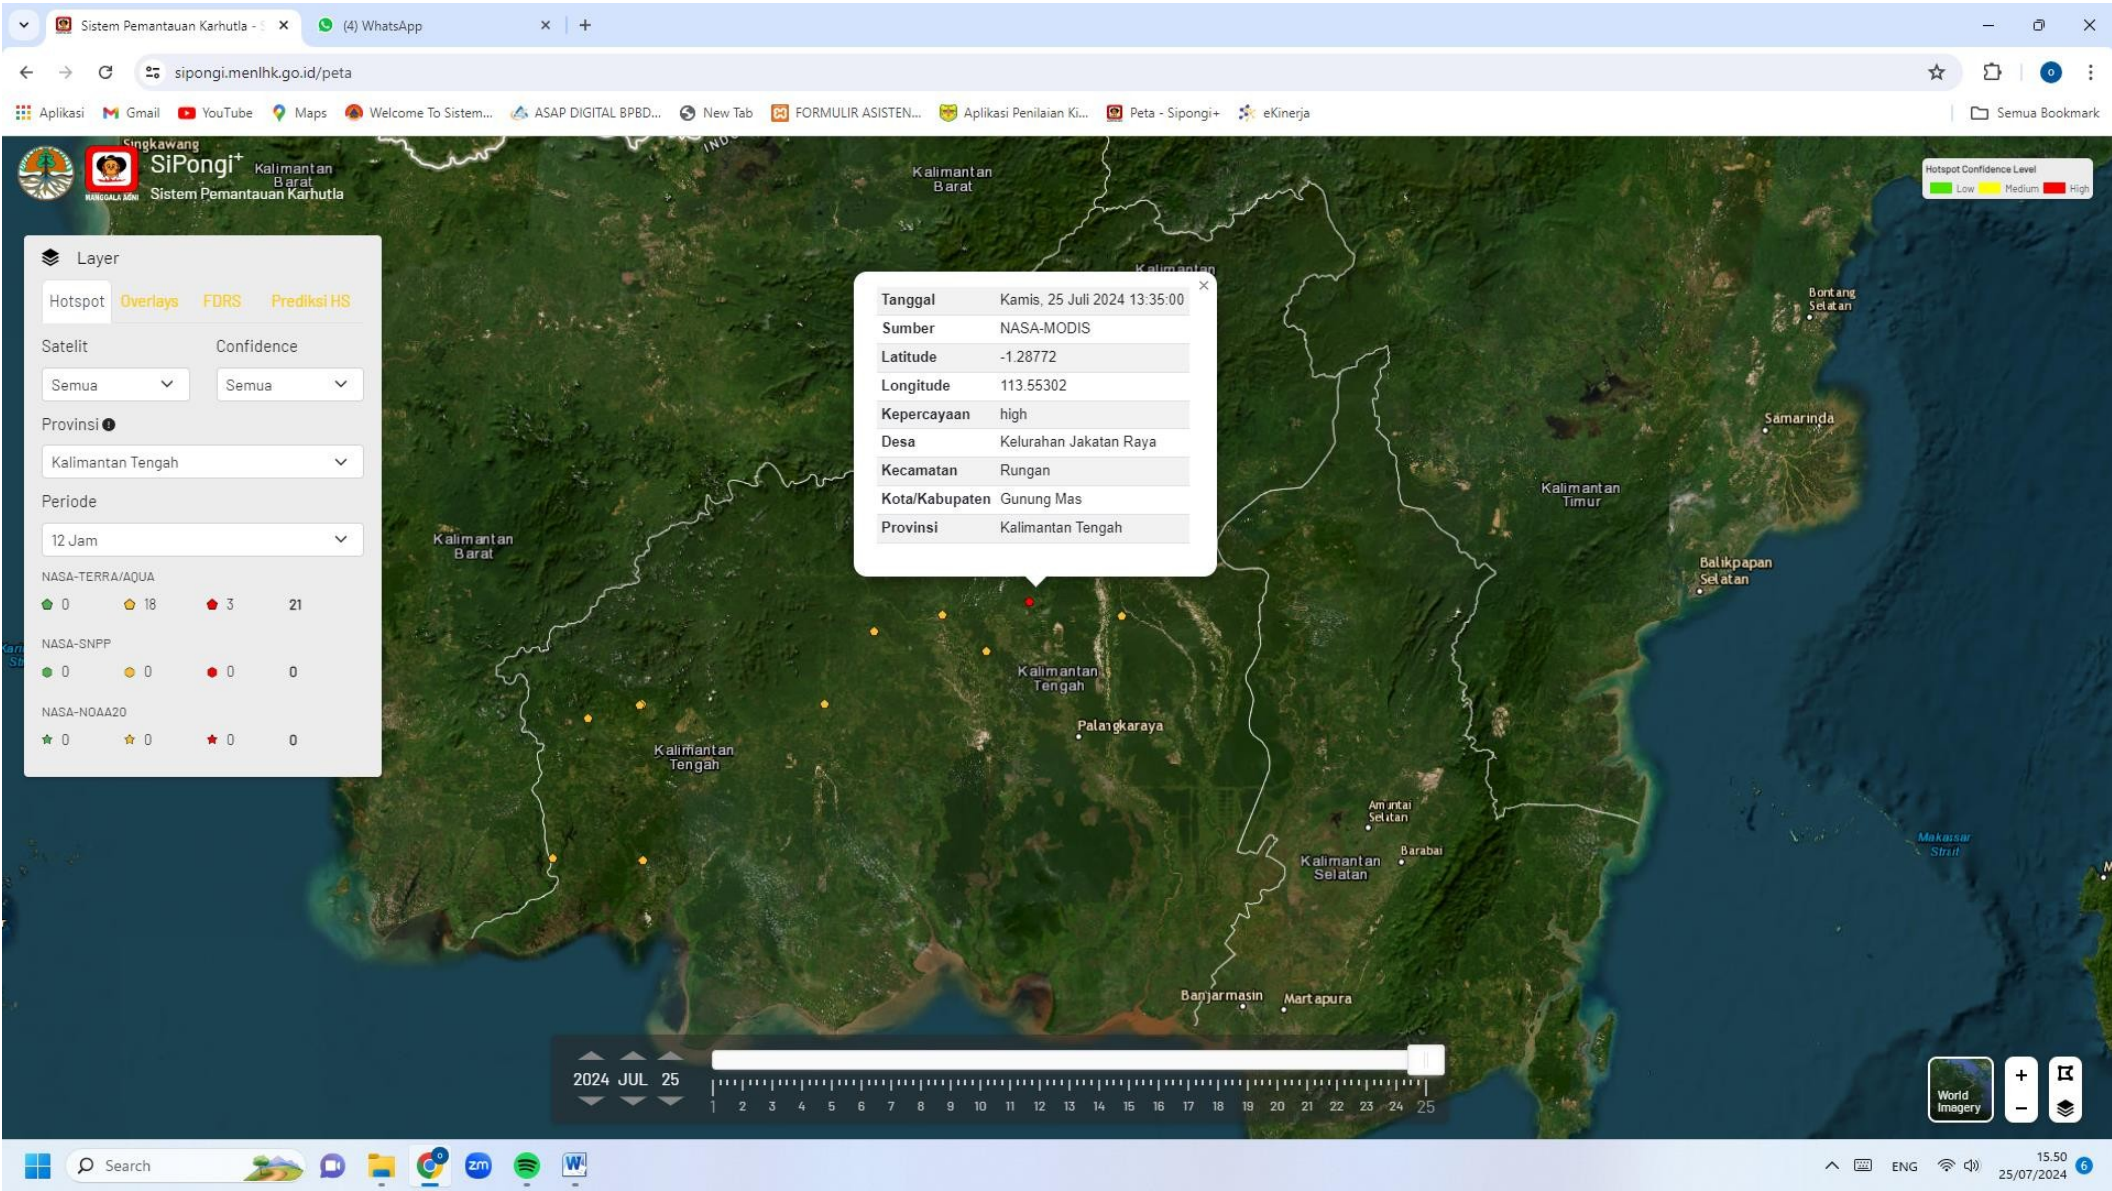 Sistem Pemantauan Karhutla - S
(4) WhatsApp
sipongi.menlhk.go.id/peta
Aplikasi
Gmail
YouTube
Maps
Welcome To Sistem...
ASAP DIGITAL BPBD...
New Tab
FORMULIR ASISTEN...
Aplikasi Penilaian Ki...
Peta - Sipongi+
eKinerja
Semua Bookmark
Singkawang
MANGGALA AGNI
SiPongi+
Sistem Pemantauan Karhutla
Kalimantan
Barat
Kalimantan
Barat
Hotspot Confidence Level
Low Medium High
Layer
Hotspot Overlays FDRS Prediksi HS
Satelit Confidence
Semua Semua
Provinsi
Kalimantan Tengah
Periode
12 Jam
NASA-TERRA/AQUA
0 18 3 21
NASA-SNPP
0 0 0 0
NASA-NOAA20
0 0 0 0
Kalimantan
Tanggal Kamis, 25 Juli 2024 13:35:00
Sumber NASA-MODIS
Latitude -1.28772
Longitude 113.55302
Kepercayaan high
Desa Kelurahan Jakatan Raya
Kecamatan Rungan
Kota/Kabupaten Gunung Mas
Provinsi Kalimantan Tengah
Bontang
Selatan
Samarinda
Kalimantan
Timur
Kalimantan
Barat
Balikpapan
Selatan
Kalimantan
Tengah
Palangkaraya
Kalimantan
Tengah
Amuntai
Selatan
Barabai
Kalimantan
Selatan
Makassar
Strait
Banjarmasin
Martapura
2024 JUL 25
1 2 3 4 5 6 7 8 9 10 11 12 13 14 15 16 17 18 19 20 21 22 23 24 25
World
Imagery
+
−
Search
zm
W
ENG
15.50
25/07/2024
6